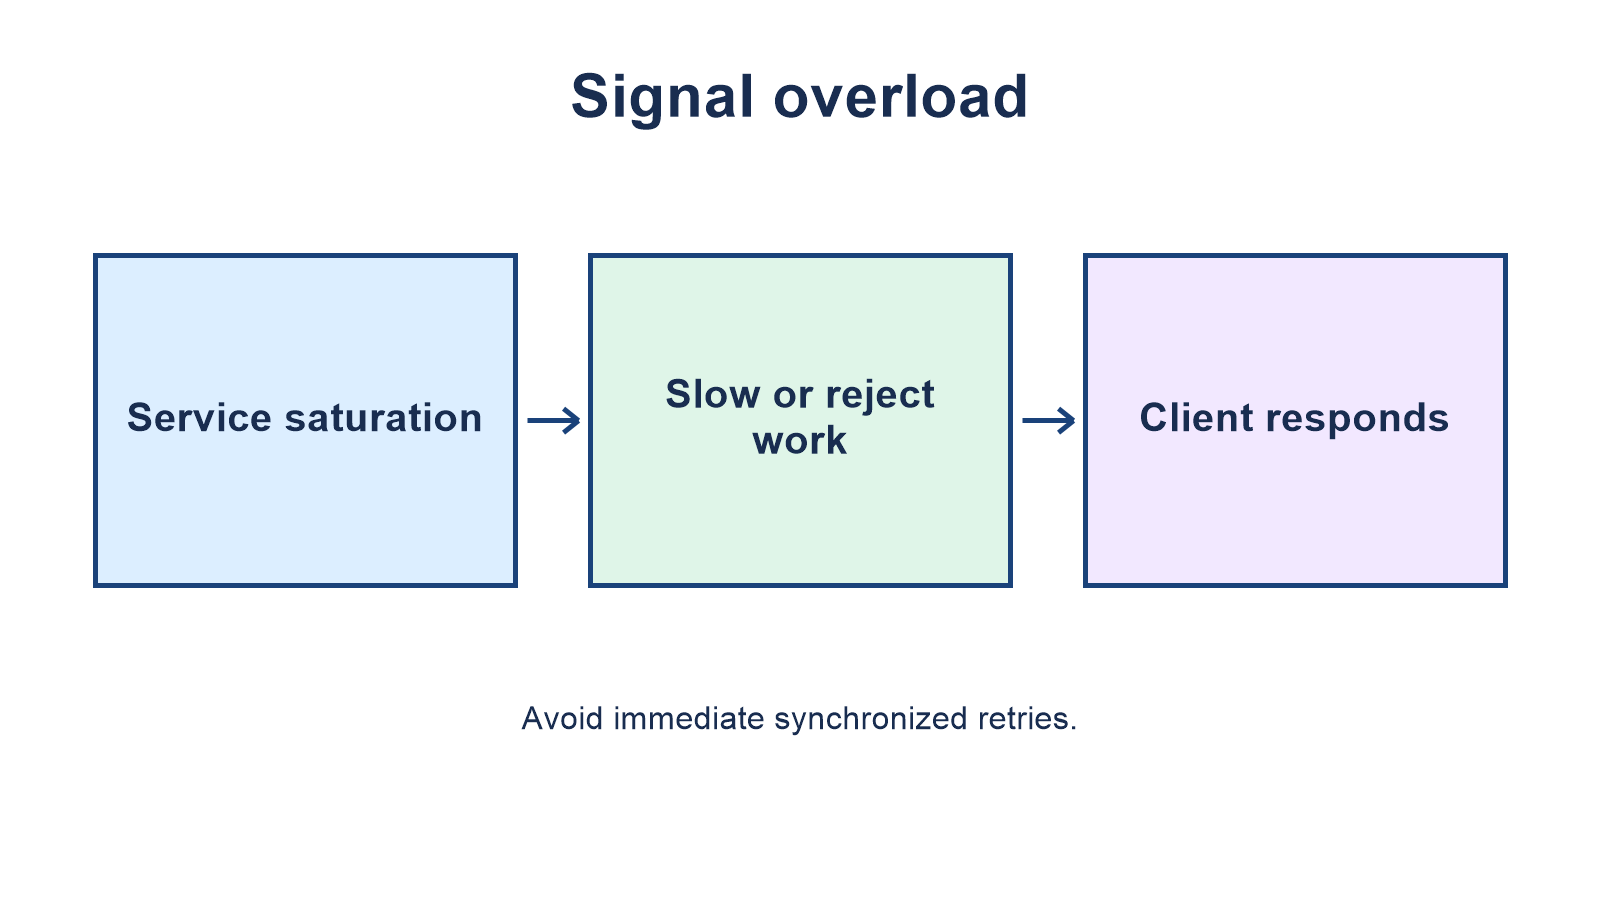 Signal overload
Service saturation
Slow or reject
work
Client responds
Avoid immediate synchronized retries.